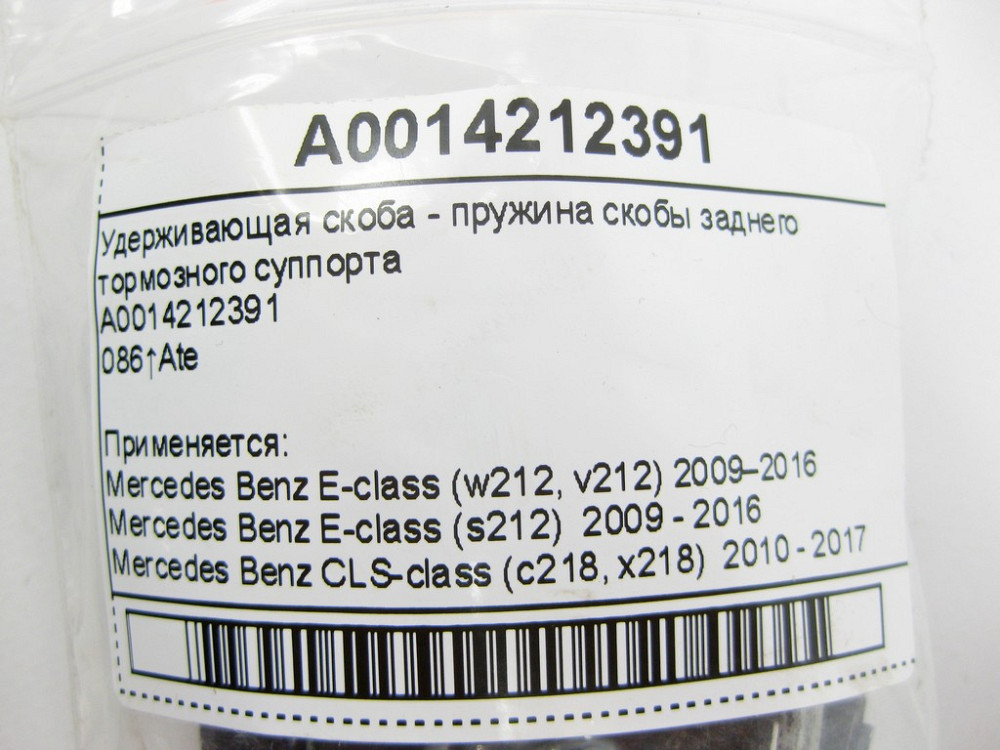 A0014212391
Удерживающая скоба - пружина скобы заднего
тормозного суппорта
A0014212391
086↑Ate
Применяется:
Mercedes Benz E-class (w212, v212) 2009–2016
Mercedes Benz E-class (s212) 2009 - 2016
Mercedes Benz CLS-class (c218, x218) 2010 - 2017